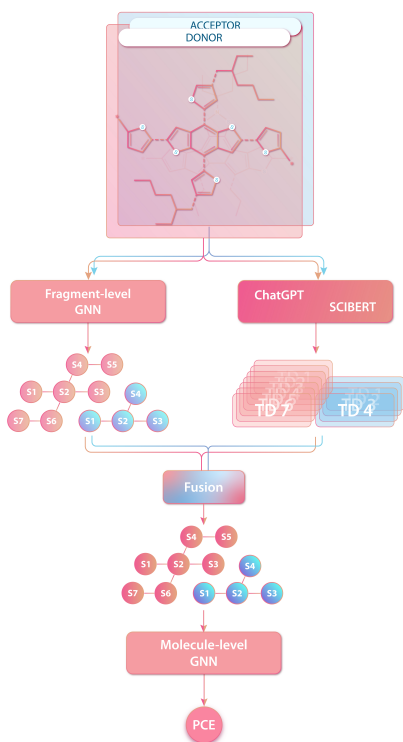 ACCEPTOR
DONOR
S
S
S
S
S
S
Fragment-level
GNN
ChatGPT
SCIBERT
S4 S5
S1 S2 S3 S4
S7 S6 S1 S2 S3
TD 7 TD 4
Fusion
S4 S5
S1 S2 S3 S4
S7 S6 S1 S2 S3
Molecule-level
GNN
PCE